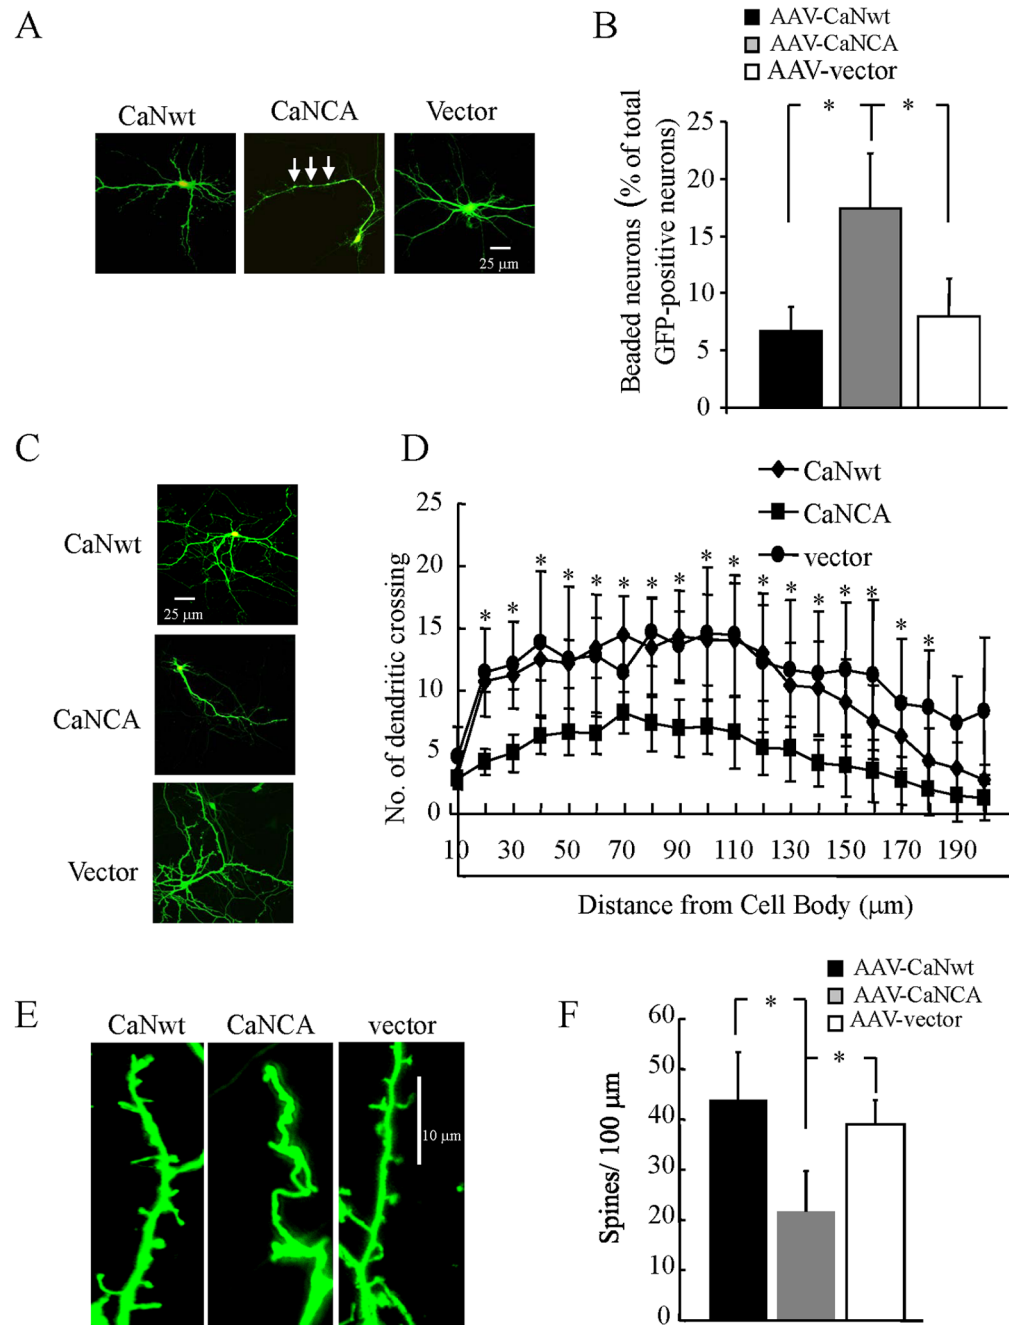 A
CaNwt
CaNCA
Vector
25 μm
B
AAV-CaNwt
AAV-CaNCA
AAV-vector
* *
Beaded neurons (% of total
GFP-positive neurons)
25
20
15
10
5
0
C
CaNwt
25 μm
CaNCA
Vector
D
CaNwt
CaNCA
vector
No. of dendritic crossing
25
20
15
10
5
0
* * * * * * * * * * * * * * * * *
10 30 50 70 90 110 130 150 170 190
Distance from Cell Body (μm)
E
CaNwt
CaNCA
vector
10 μm
F
AAV-CaNwt
AAV-CaNCA
AAV-vector
*
*
Spines/ 100 μm
60
50
40
30
20
10
0